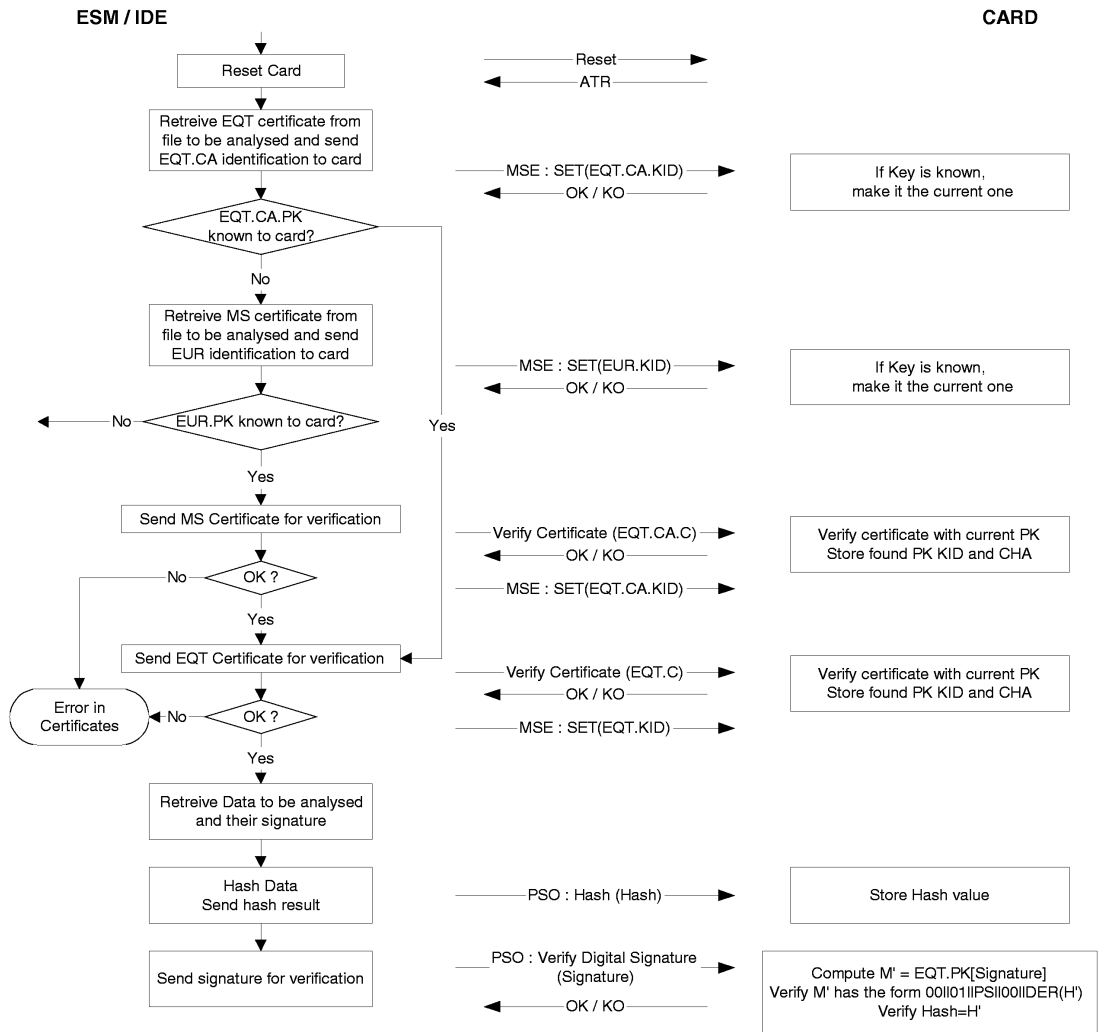 ESM / IDE
CARD
Reset Card
Reset
ATR
Retreive EQT certificate from
file to be analysed and send
EQT.CA identification to card
MSE : SET(EQT.CA.KID)
OK / KO
If Key is known,
make it the current one
EQT.CA.PK
known to card?
No
Yes
Retreive MS certificate from
file to be analysed and send
EUR identification to card
MSE : SET(EUR.KID)
OK / KO
If Key is known,
make it the current one
EUR.PK known to card?
No
Yes
Send MS Certificate for verification
Verify Certificate (EQT.CA.C)
OK / KO
Verify certificate with current PK
Store found PK KID and CHA
OK ?
No
MSE : SET(EQT.CA.KID)
Yes
Send EQT Certificate for verification
Verify Certificate (EQT.C)
OK / KO
Verify certificate with current PK
Store found PK KID and CHA
Error in
Certificates
No
OK ?
MSE : SET(EQT.KID)
Yes
Retreive Data to be analysed
and their signature
Hash Data
Send hash result
PSO : Hash (Hash)
Store Hash value
Send signature for verification
PSO : Verify Digital Signature
(Signature)
OK / KO
Compute M' = EQT.PK[Signature]
Verify M' has the form 00||01||PS||00||DER(H')
Verify Hash=H'